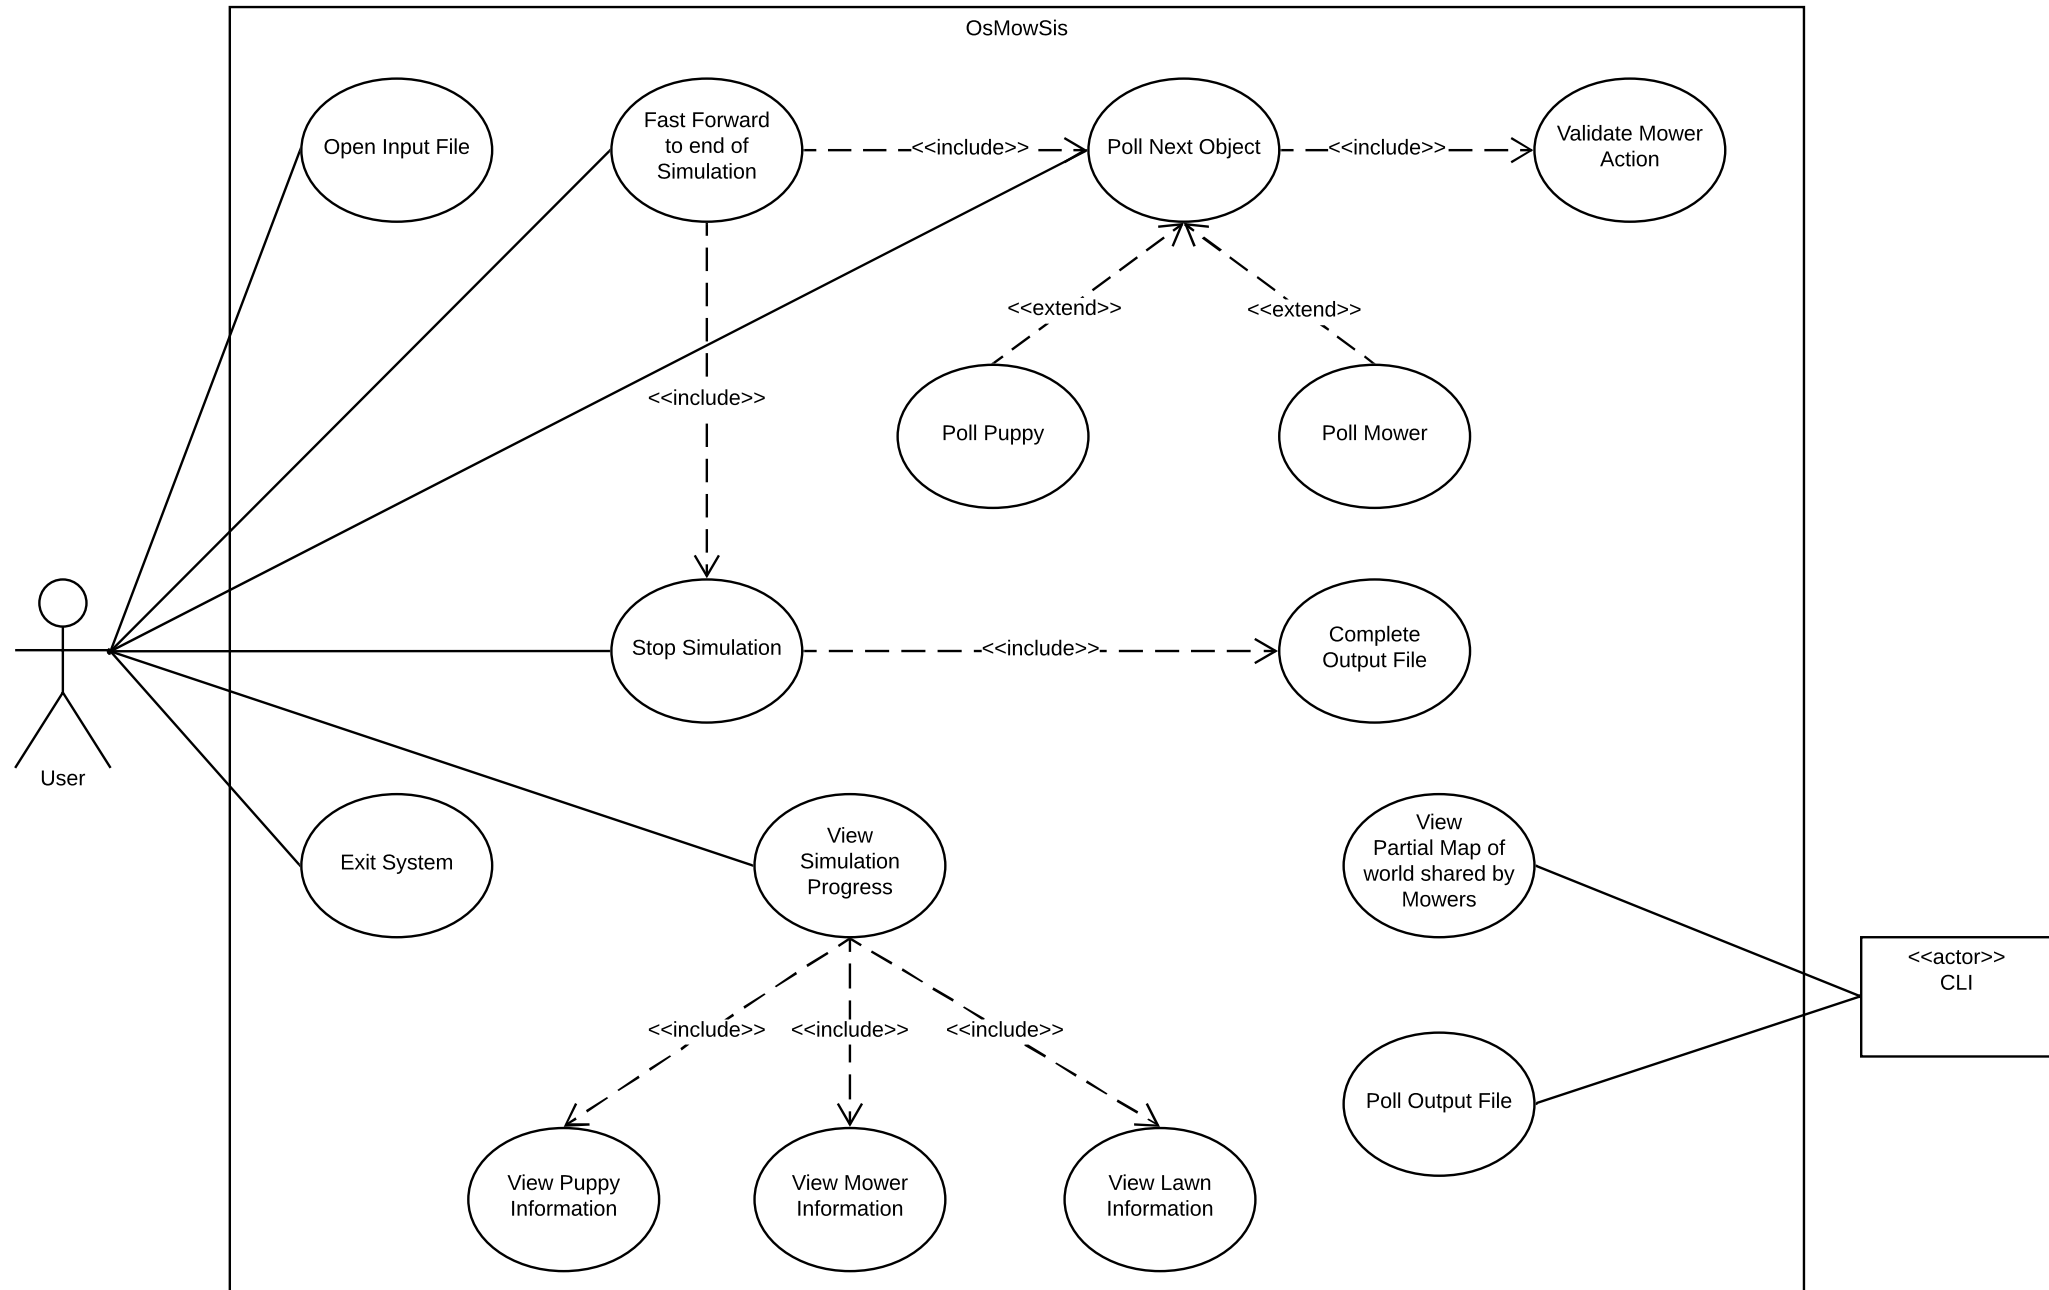 OsMowSis
Open Input File
Fast Forward
to end of
Simulation
<<include>>
Poll Next Object
<<include>>
Validate Mower
Action
<<extend>>
<<extend>>
<<include>>
Poll Puppy
Poll Mower
Stop Simulation
<<include>>
Complete
Output File
User
Exit System
View
Simulation
Progress
View
Partial Map of
world shared by
Mowers
<<actor>>
CLI
<<include>>
<<include>>
<<include>>
Poll Output File
View Puppy
Information
View Mower
Information
View Lawn
Information